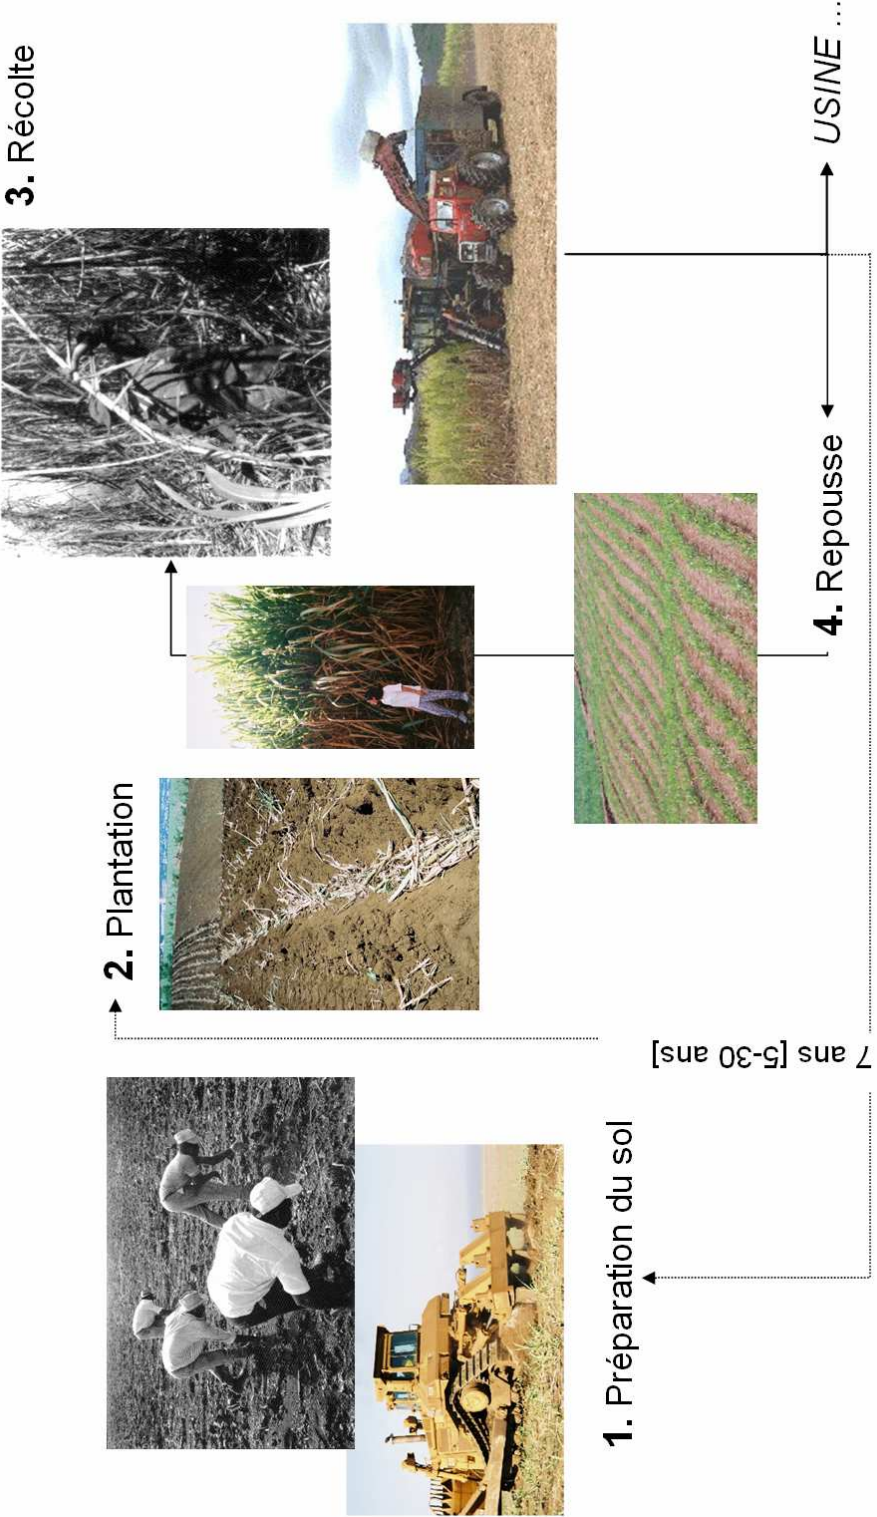 1. Préparation du sol
2. Plantation
3. Récolte
4. Repousse
USINE ...
7 ans [5-30 ans]